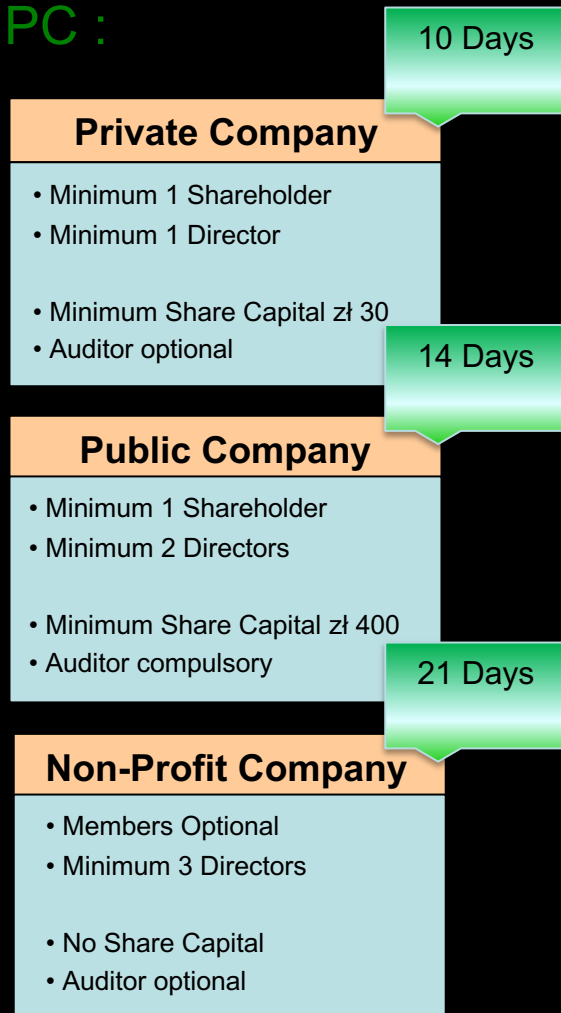 PC :
10 Days
Private Company
• Minimum 1 Shareholder
• Minimum 1 Director
• Minimum Share Capital zł 30
• Auditor optional
14 Days
Public Company
• Minimum 1 Shareholder
• Minimum 2 Directors
• Minimum Share Capital zł 400
• Auditor compulsory
21 Days
Non-Profit Company
• Members Optional
• Minimum 3 Directors
• No Share Capital
• Auditor optional